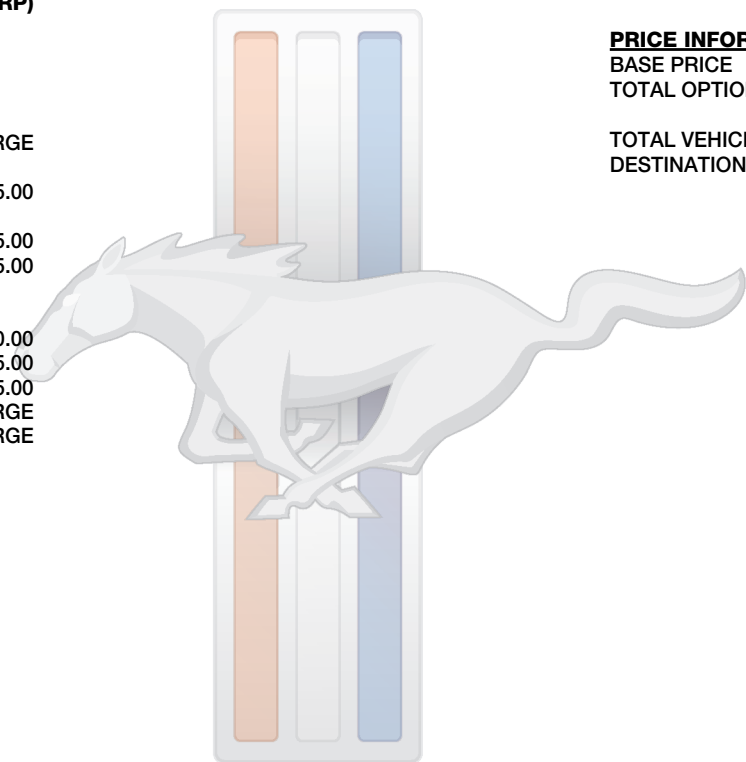 RP)
RGE
5.00
5.00
5.00
0.00
5.00
5.00
RGE
RGE
PRICE INFOR
BASE PRICE
TOTAL OPTIO
TOTAL VEHICL
DESTINATION